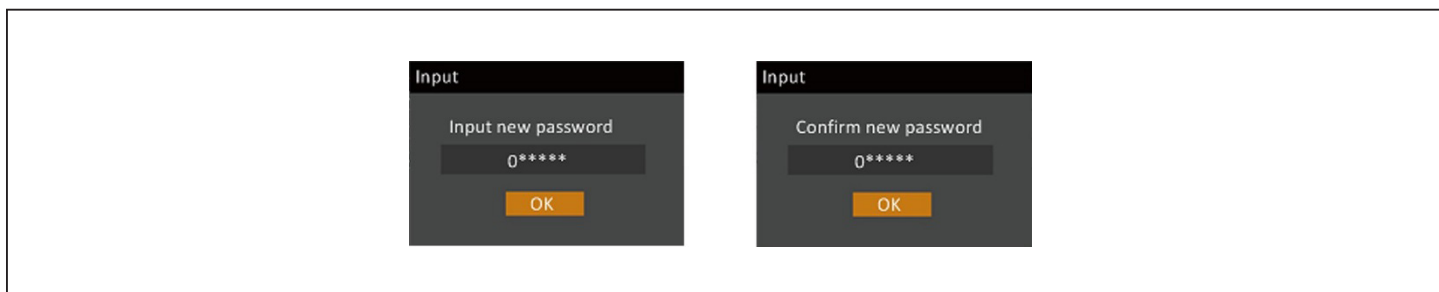 Input
Input new password
0*****
OK
Input
Confirm new password
0*****
OK